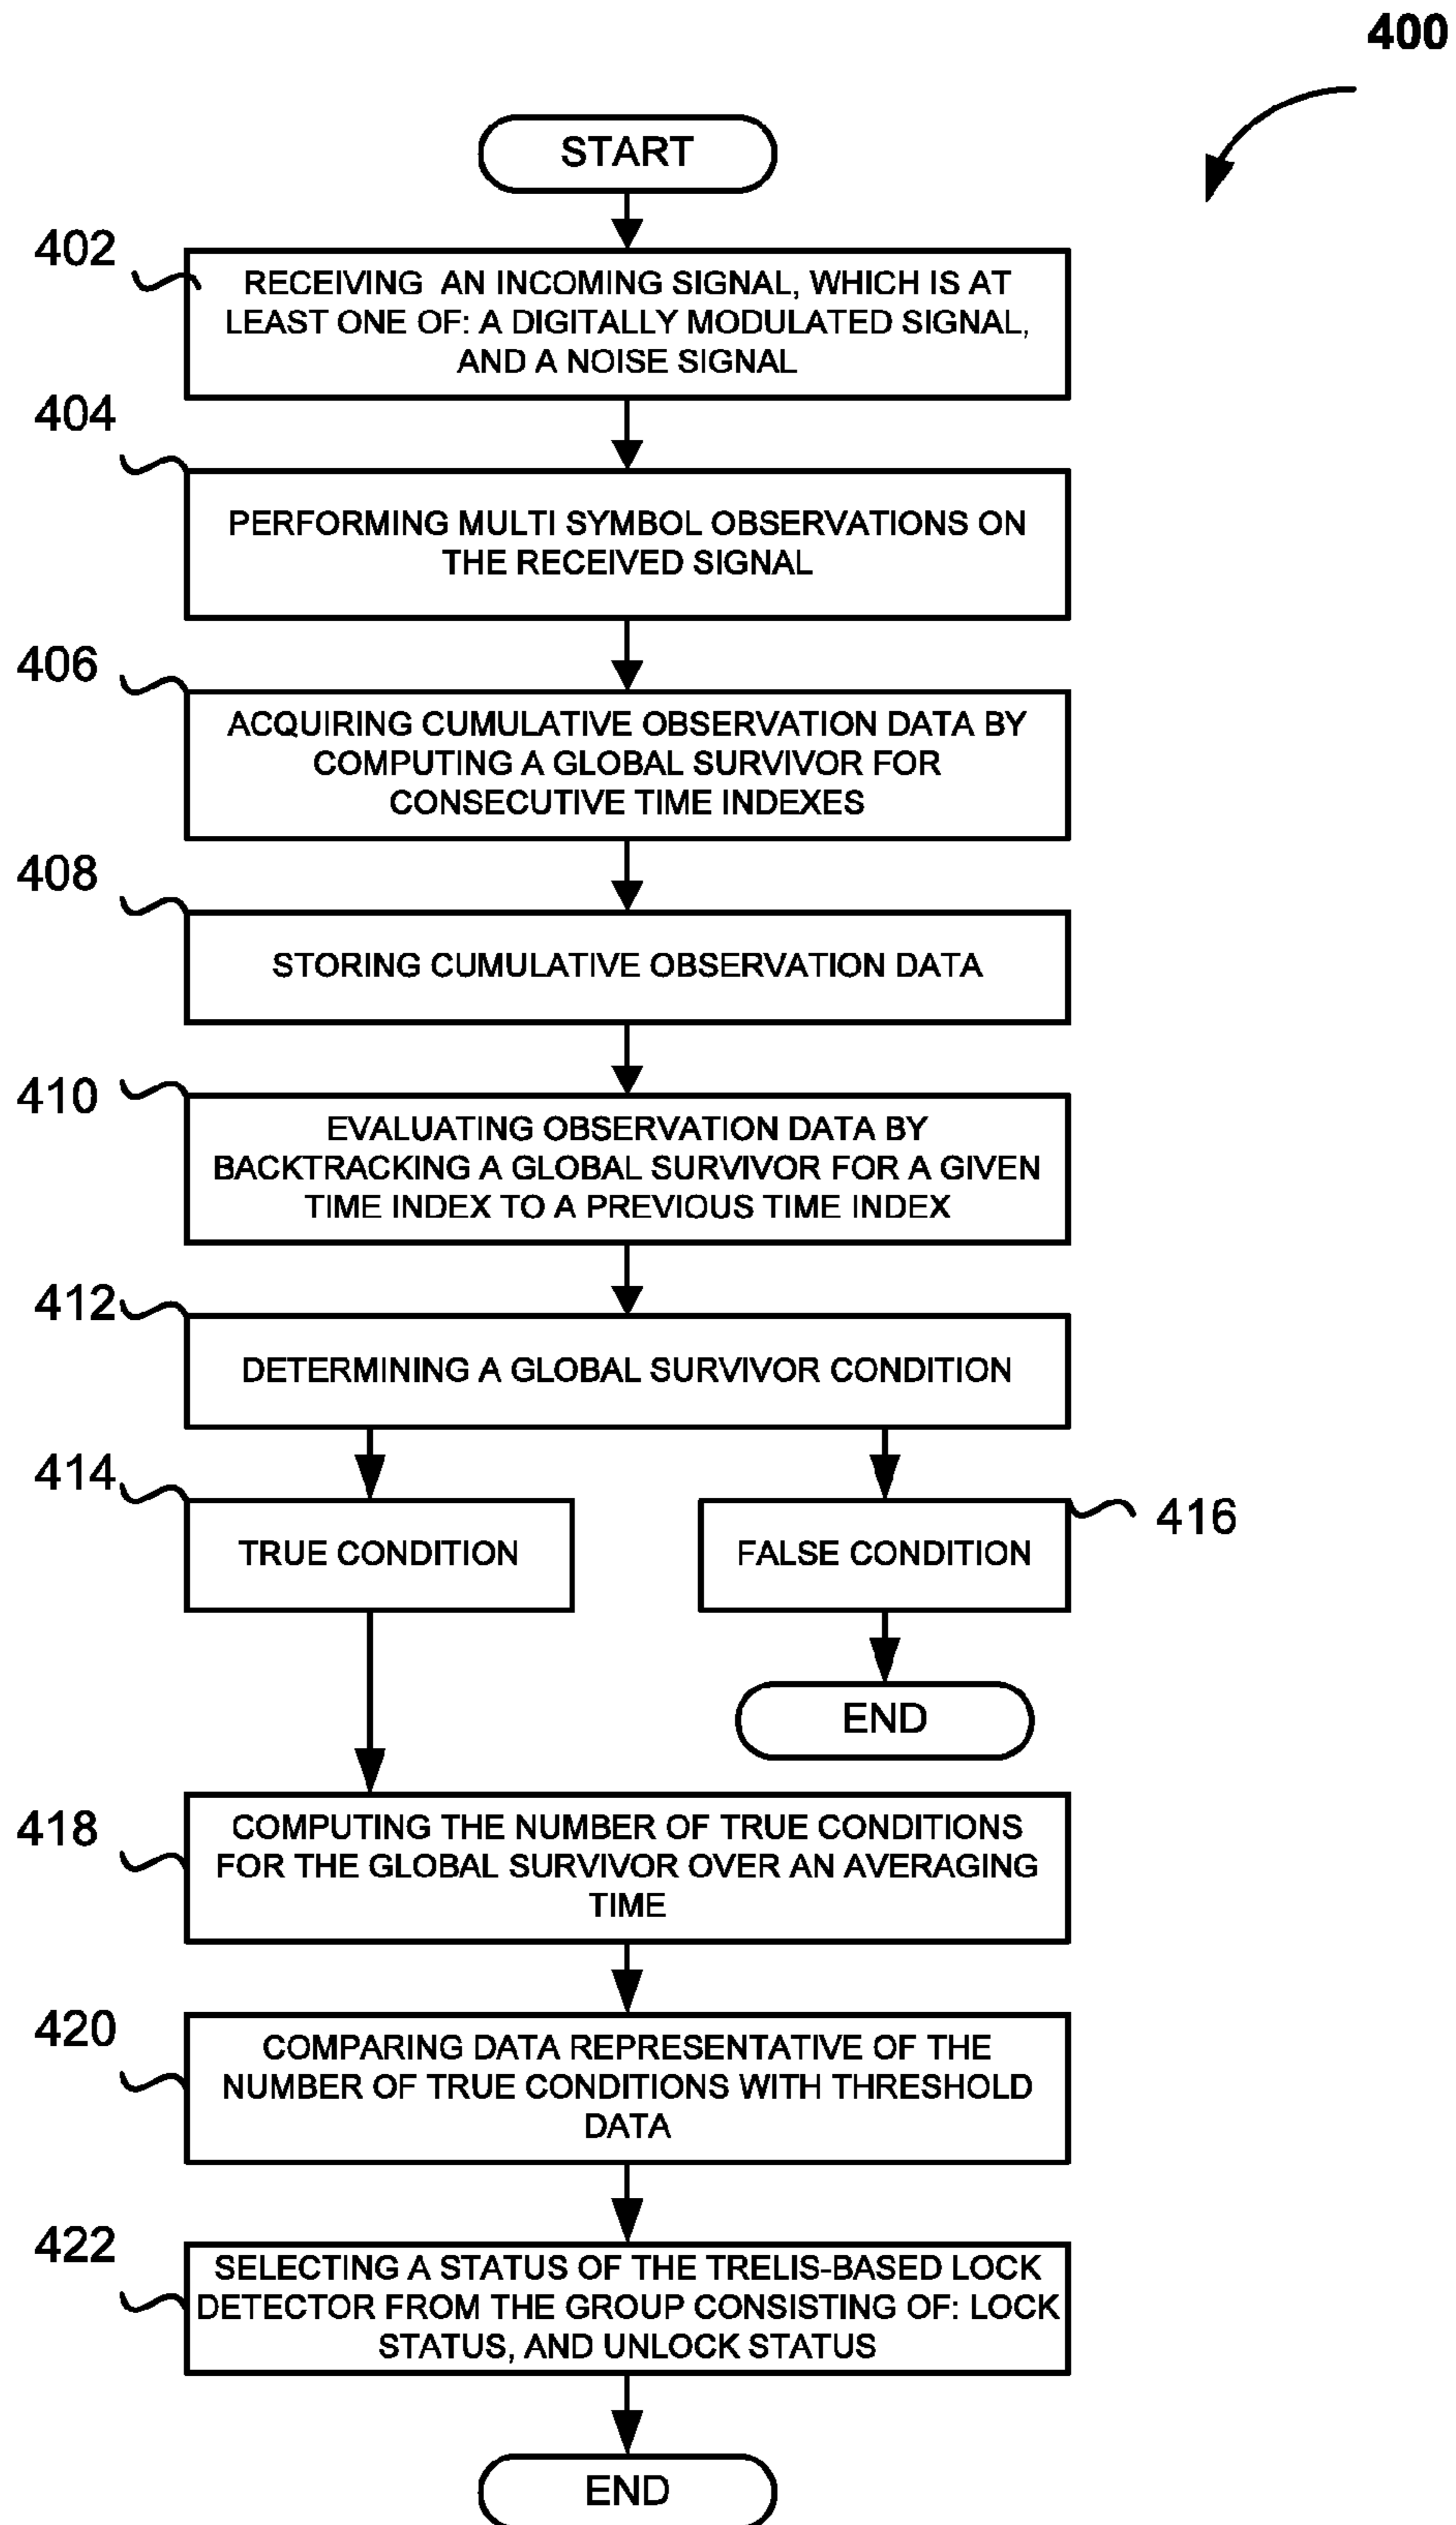 400
START
402
RECEIVING AN INCOMING SIGNAL, WHICH IS AT
LEAST ONE OF: A DIGITALLY MODULATED SIGNAL,
AND A NOISE SIGNAL
404
PERFORMING MULTI SYMBOL OBSERVATIONS ON
THE RECEIVED SIGNAL
406
ACQUIRING CUMULATIVE OBSERVATION DATA BY
COMPUTING A GLOBAL SURVIVOR FOR
CONSECUTIVE TIME INDEXES
408
STORING CUMULATIVE OBSERVATION DATA
410
EVALUATING OBSERVATION DATA BY
BACKTRACKING A GLOBAL SURVIVOR FOR A GIVEN
TIME INDEX TO A PREVIOUS TIME INDEX
412
DETERMINING A GLOBAL SURVIVOR CONDITION
414
TRUE CONDITION
FALSE CONDITION
416
END
418
COMPUTING THE NUMBER OF TRUE CONDITIONS
FOR THE GLOBAL SURVIVOR OVER AN AVERAGING
TIME
420
COMPARING DATA REPRESENTATIVE OF THE
NUMBER OF TRUE CONDITIONS WITH THRESHOLD
DATA
422
SELECTING A STATUS OF THE TRELIS-BASED LOCK
DETECTOR FROM THE GROUP CONSISTING OF: LOCK
STATUS, AND UNLOCK STATUS
END